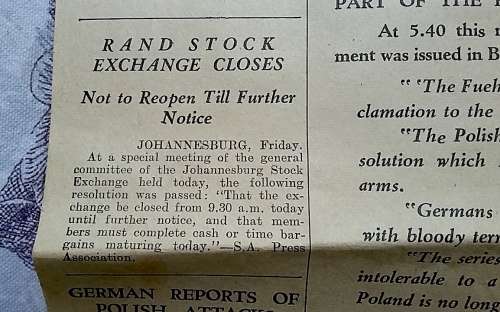 RAND STOCK
EXCHANGE CLOSES
Not to Reopen Till Further
Notice
JOHANNESBURG, Friday.
At a special meeting of the general
committee of the Johannesburg Stock
Exchange held today, the following
resolution was passed: "That the ex-
change be closed from 9.30 a.m. today
until further notice, and that mem-
bers must complete cash or time bar-
gains maturing today."—S.A. Press
Association.
GERMAN REPORTS OF
POLISH ATTACKS
PART OF THE
At 5.40 this
ment was issued in B
"'The Fueh
clamation to the
"The Polish
solution which
arms.
"Germans
with bloody terr
"The series
intolerable to a
Poland is no long